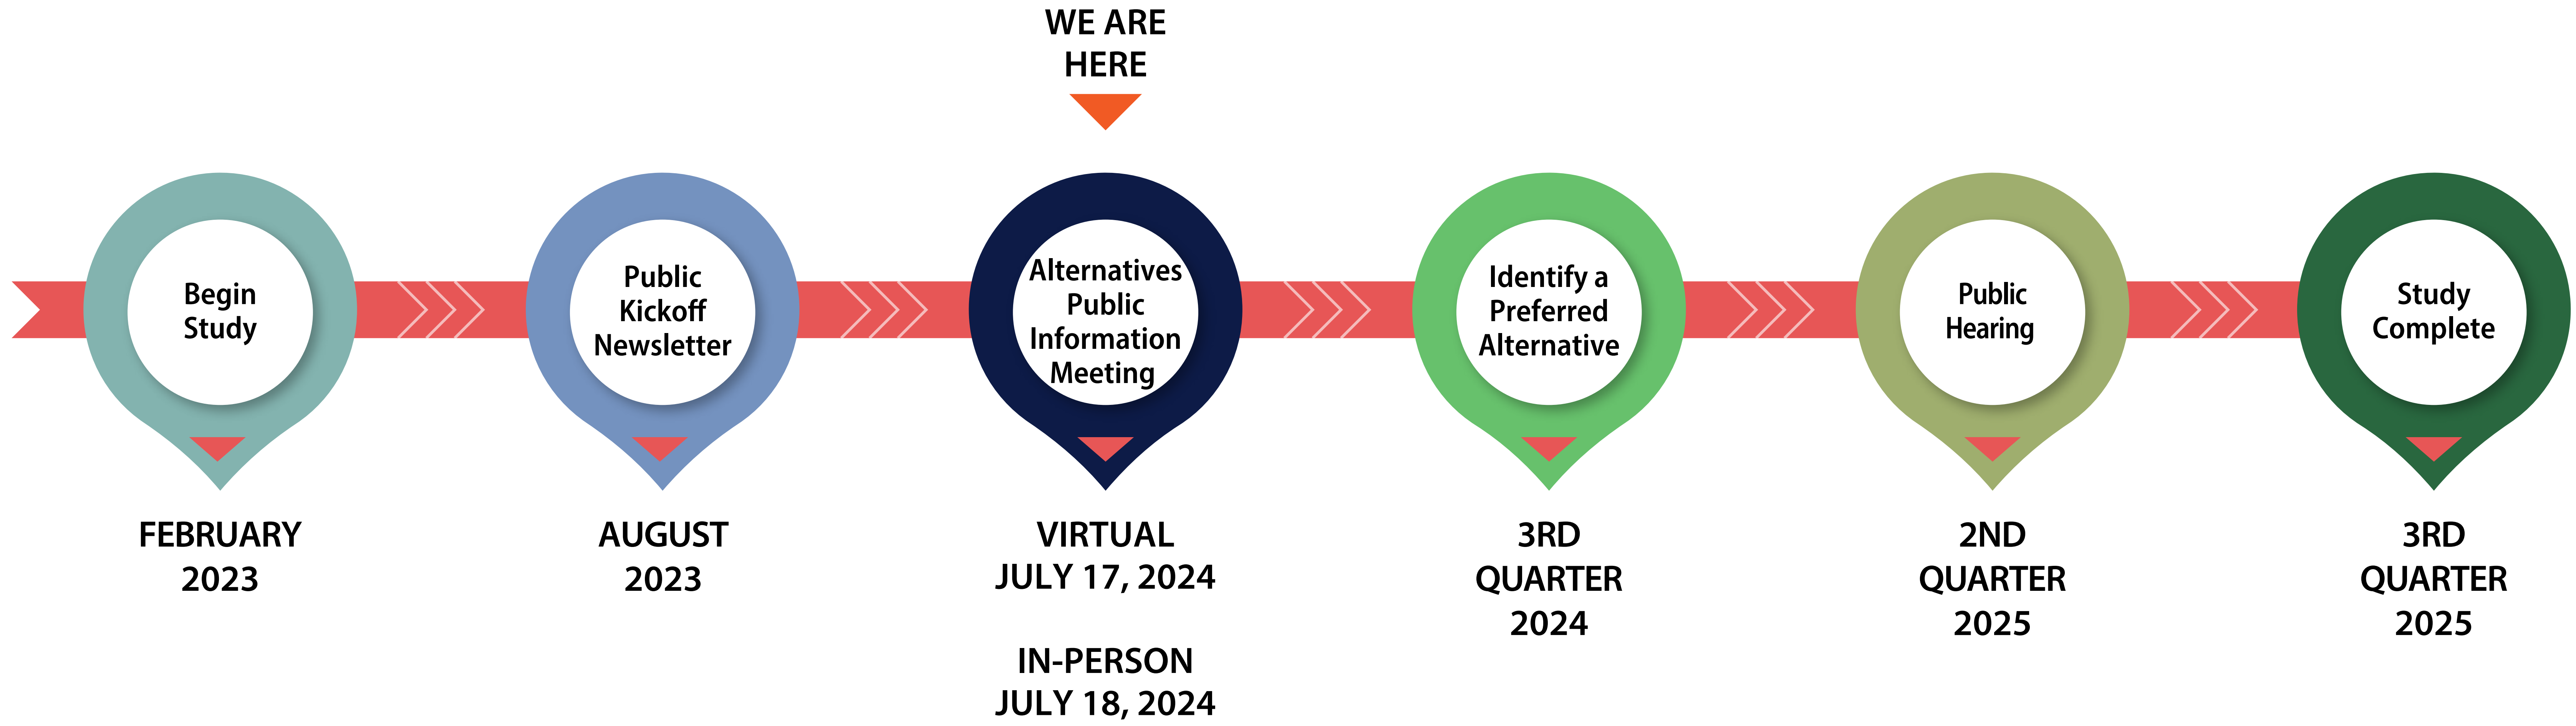 WE ARE
HERE
Begin
Study
Public
Kickoff
Newsletter
Alternatives
Public
Information
Meeting
Identify a
Preferred
Alternative
Public
Hearing
Study
Complete
FEBRUARY
2023
AUGUST
2023
VIRTUAL
JULY 17, 2024
IN-PERSON
JULY 18, 2024
3RD
QUARTER
2024
2ND
QUARTER
2025
3RD
QUARTER
2025